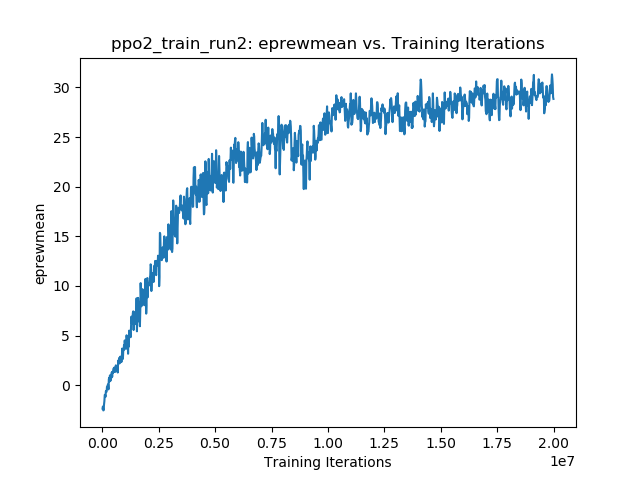 ppo2_train_run2: eprewmean vs. Training Iterations
30
25
20
15
10
5
0
eprewmean
0.00 0.25 0.50 0.75 1.00 1.25 1.50 1.75 2.00
Training Iterations
1e7